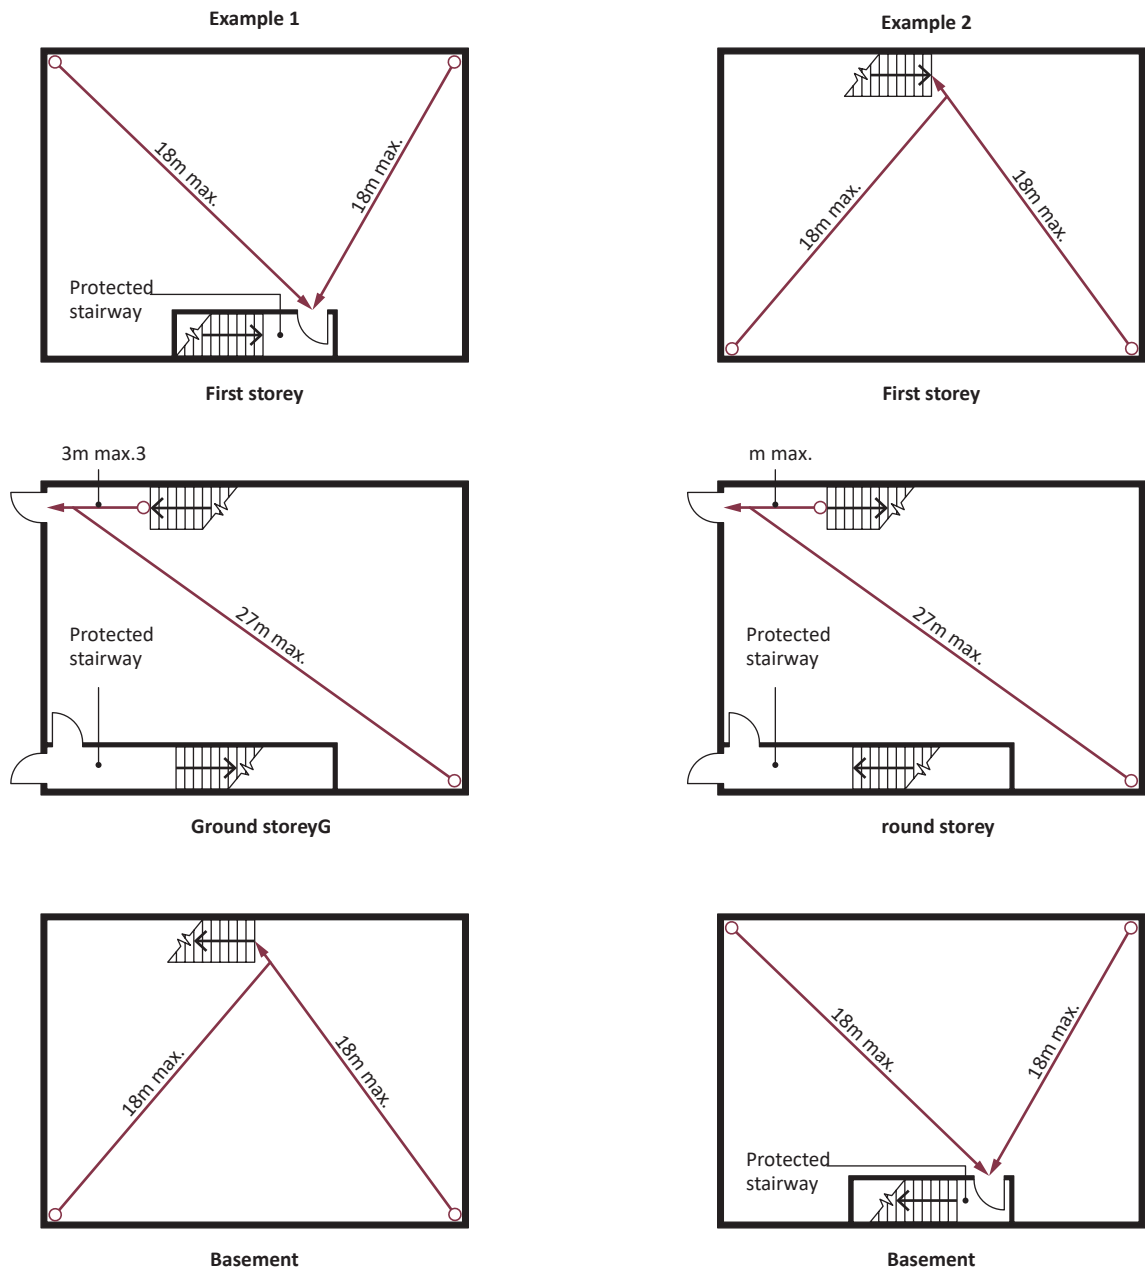 Example 1
Example 2
18m max.
18m max.
Protected
stairway
First storey
18m max.
18m max.
First storey
3m max.3
27m max.
Protected
stairway
Ground storeyG
m max.
27m max.
Protected
stairway
round storey
18m max.
18m max.
Basement
18m max.
18m max.
Protected
stairway
Basement